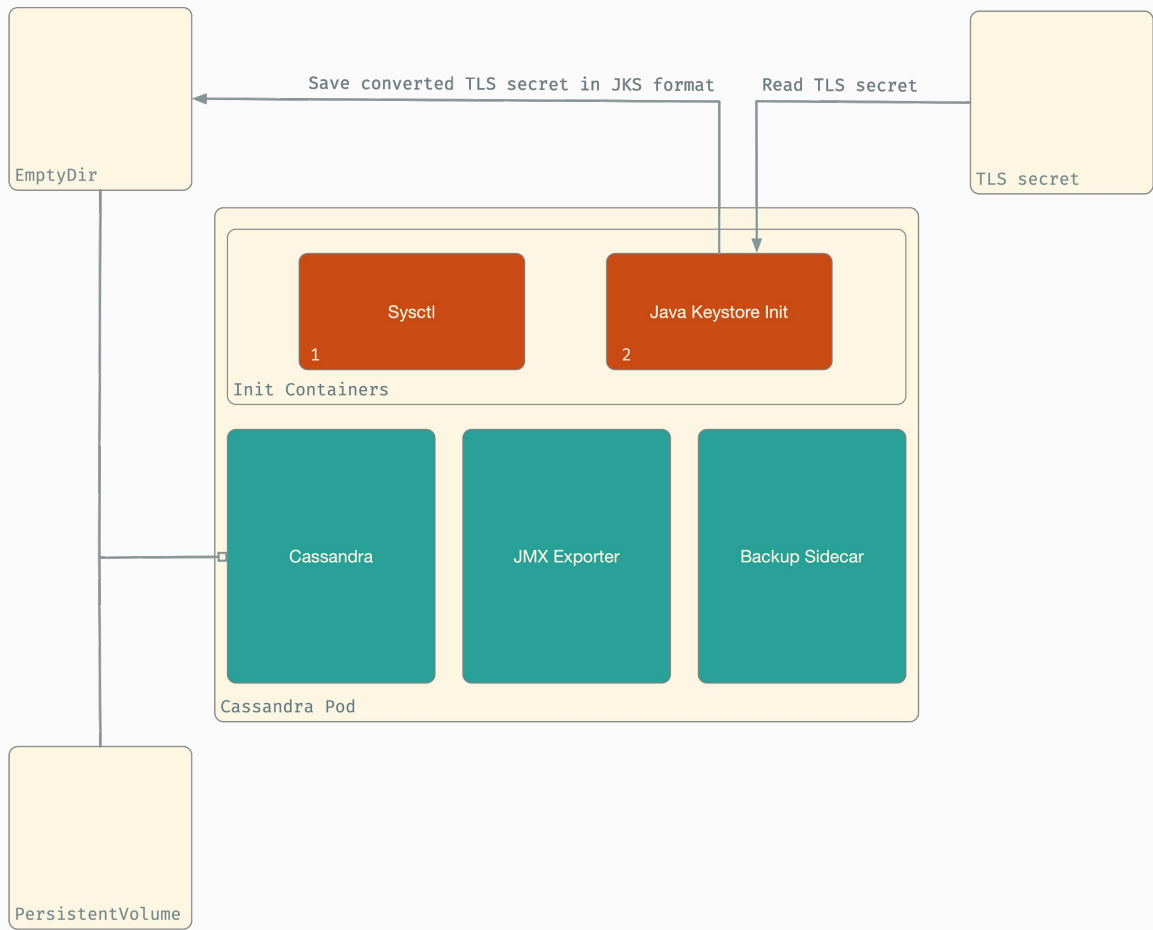 Save converted TLS secret in JKS format
Read TLS secret
EmptyDir
TLS secret
Sysctl
1
Java Keystore Init
2
Init Containers
Cassandra
JMX Exporter
Backup Sidecar
Cassandra Pod
PersistentVolume